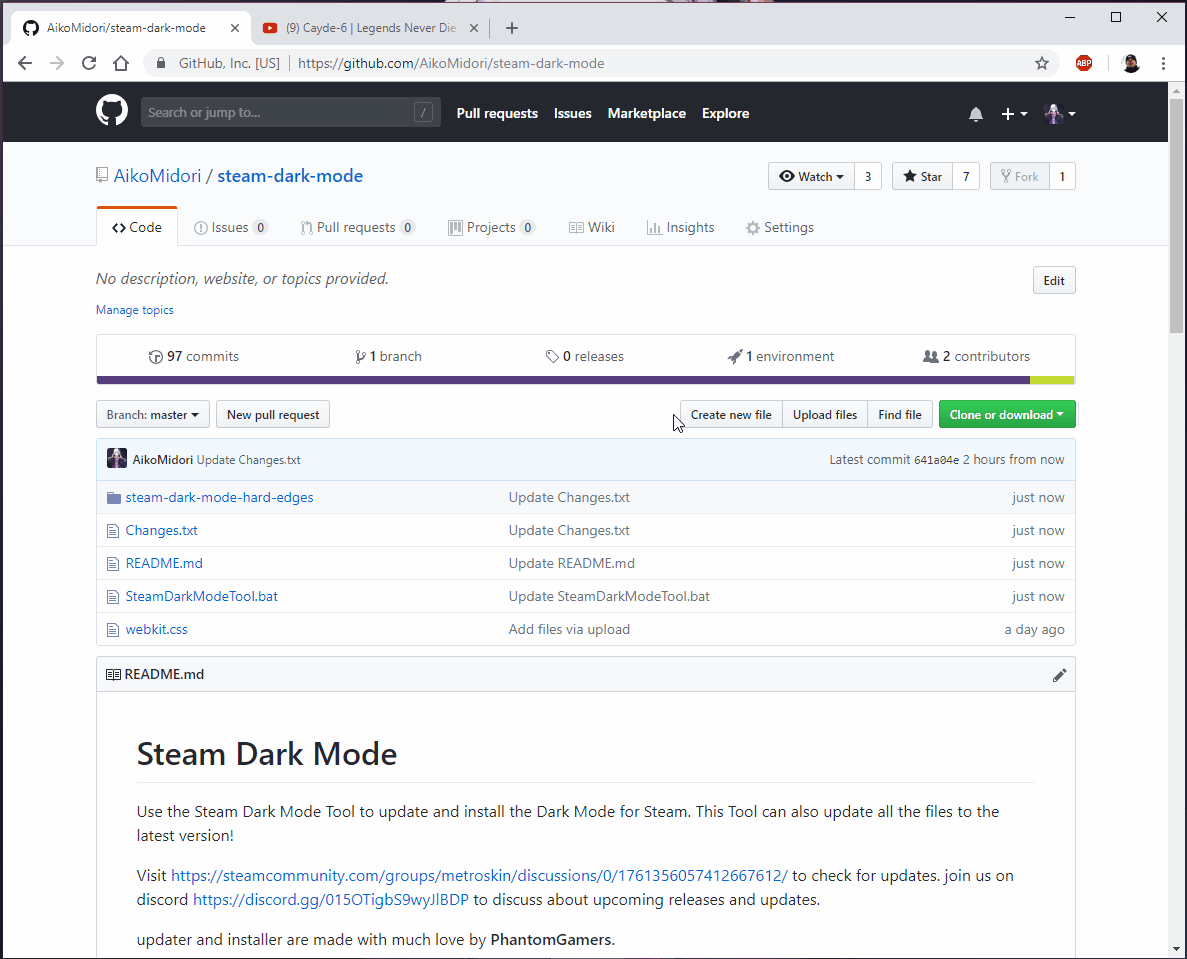 AikoMidori/steam-dark-mode
(9) Cayde-6 | Legends Never Die
GitHub, Inc. [US] | https://github.com/AikoMidori/steam-dark-mode
ABP
Search or jump to... /
Pull requests Issues Marketplace Explore
AikoMidori / steam-dark-mode
Watch 3 Star 7 Fork 1
Code Issues 0 Pull requests 0 Projects 0 Wiki Insights Settings
No description, website, or topics provided.
Edit
Manage topics
97 commits 1 branch 0 releases 1 environment 2 contributors
Branch: master New pull request Create new file Upload files Find file Clone or download
AikoMidori Update Changes.txt Latest commit 641a04e 2 hours from now
steam-dark-mode-hard-edges Update Changes.txt just now
Changes.txt Update Changes.txt just now
README.md Update README.md just now
SteamDarkModeTool.bat Update SteamDarkModeTool.bat just now
webkit.css Add files via upload a day ago
README.md
Steam Dark Mode
Use the Steam Dark Mode Tool to update and install the Dark Mode for Steam. This Tool can also update all the files to the
latest version!
Visit https://steamcommunity.com/groups/metroskin/discussions/0/1761356057412667612/ to check for updates. join us on
discord https://discord.gg/015OTigbS9wyJlBDP to discuss about upcoming releases and updates.
updater and installer are made with much love by PhantomGamers.